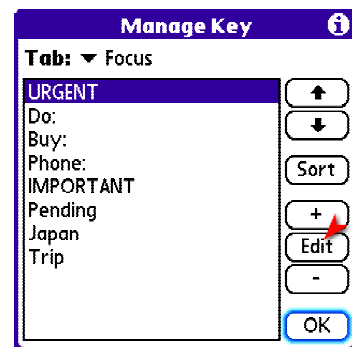 Manage Key
Tab: Focus
URGENT
Do:
Buy:
Phone:
IMPORTANT
Pending
Japan
Trip
Sort
+
Edit
-
OK